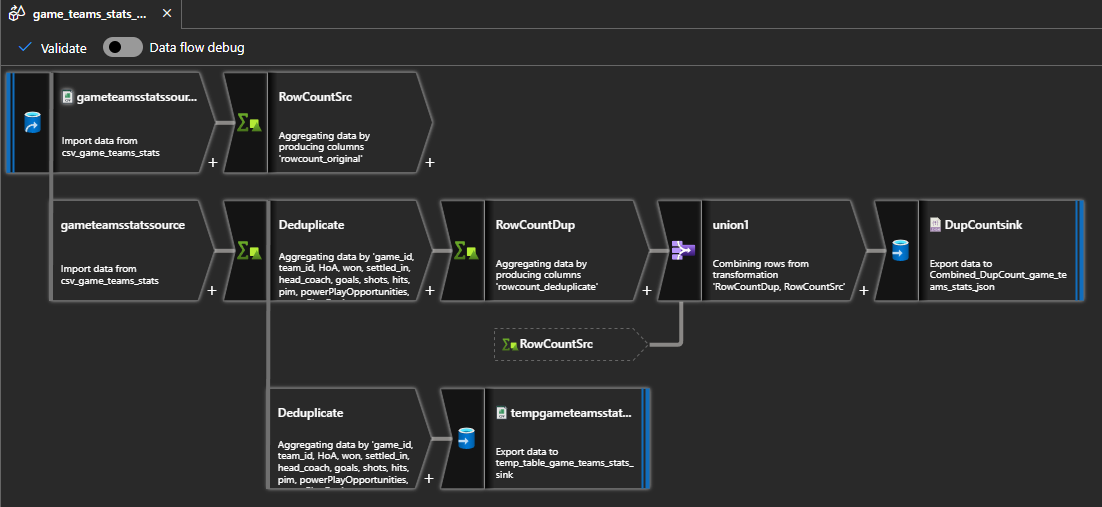 game_teams_stats_...
Validate
Data flow debug
gameteamsstatssour...
Import data from
csv_game_teams_stats
+
RowCountSrc
Aggregating data by
producing columns
'rowcount_original'
+
gameteamsstatssource
Import data from
csv_game_teams_stats
+
Deduplicate
Aggregating data by 'game_id,
team_id, HoA, won, settled_in,
head_coach, goals, shots, hits,
pim, powerPlayOpportunities,
+
RowCountDup
Aggregating data by
producing columns
'rowcount_deduplicate'
+
union1
Combining rows from
transformation
'RowCountDup, RowCountSrc'
+
DupCountsink
Export data to
Combined_DupCount_game_te
ams_stats_json
RowCountSrc
Deduplicate
Aggregating data by 'game_id,
team_id, HoA, won, settled_in,
head_coach, goals, shots, hits,
pim, powerPlayOpportunities,
+
tempgameteamsstat...
Export data to
temp_table_game_teams_stats_
sink